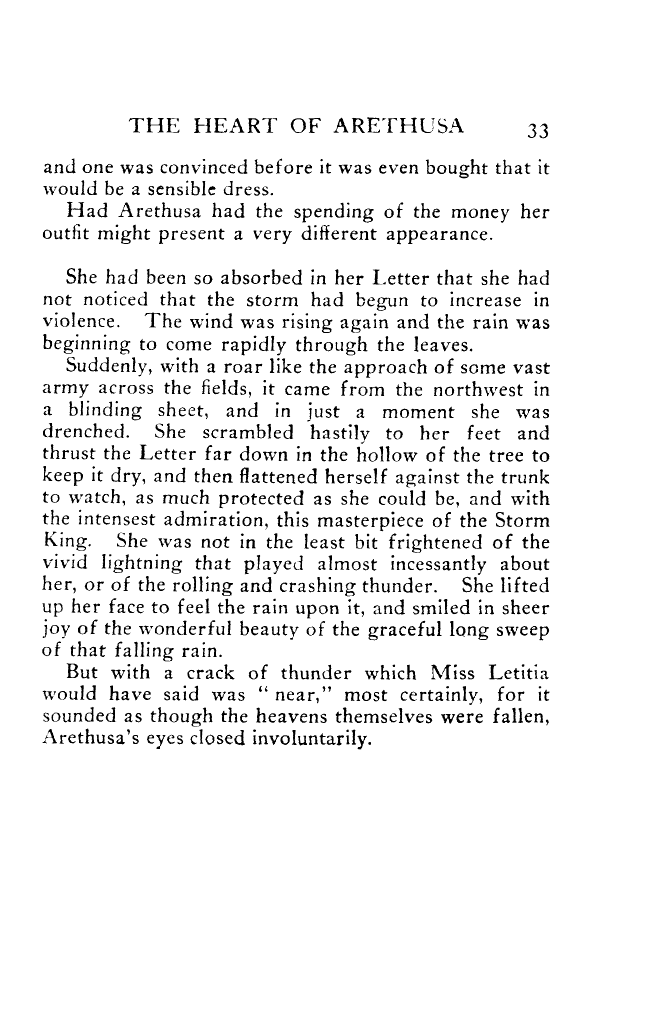 THE HEART OF ARETHUSA 33
and one was convinced before it was even bought that it
would be a sensible dress.
Had Arethusa had the spending of the money her
outfit might present a very different appearance.
She had been so absorbed in her Letter that she had
not noticed that the storm had begun to increase in
violence. The wind was rising again and the rain was
beginning to come rapidly through the leaves.
Suddenly, with a roar like the approach of some vast
army across the fields, it came from the northwest in
a blinding sheet, and in just a moment she was
drenched. She scrambled hastily to her feet and
thrust the Letter far down in the hollow of the tree to
keep it dry, and then flattened herself against the trunk
to watch, as much protected as she could be, and with
the intensest admiration, this masterpiece of the Storm
King. She was not in the least bit frightened of the
vivid lightning that played almost incessantly about
her, or of the rolling and crashing thunder. She lifted
up her face to feel the rain upon it, and smiled in sheer
joy of the wonderful beauty of the graceful long sweep
of that falling rain.
But with a crack of thunder which Miss Letitia
would have said was “ near,” most certainly, for it
sounded as though the heavens themselves were fallen,
Arethusa’s eyes closed involuntarily.